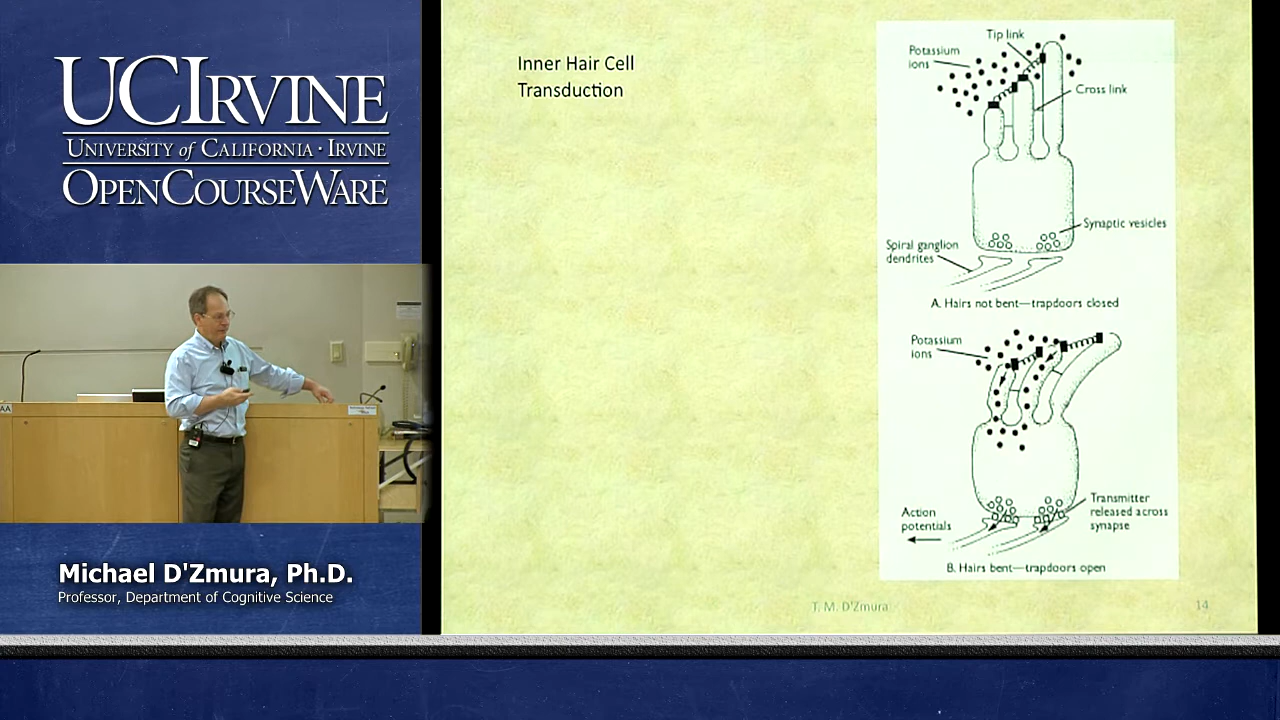 UCIRVINE
UNIVERSITY of CALIFORNIA · IRVINE
OPENCOURSEWARE
Michael D'Zmura, Ph.D.
Professor, Department of Cognitive Science
Inner Hair Cell
Transduction
Tip link
Potassium
ions
Cross link
Synaptic vesicles
Spiral ganglion
dendrites
A. Hairs not bent—trapdoors closed
Potassium
ions
Action
potentials
Transmitter
released across
synapse
B. Hairs bent—trapdoors open
T. M. D'Zmura
14
AA